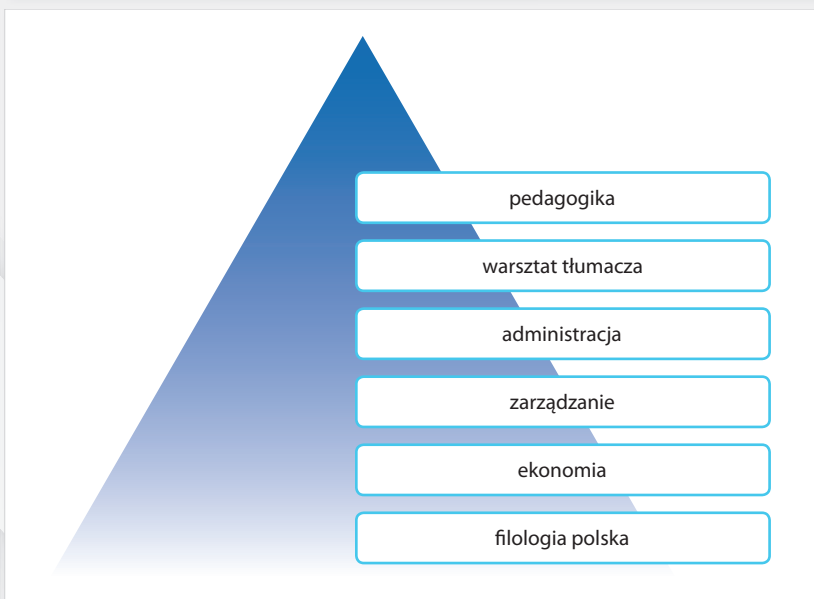 pedagogika
warsztat tłumacza
administracja
zarządzanie
ekonomia
filologia polska